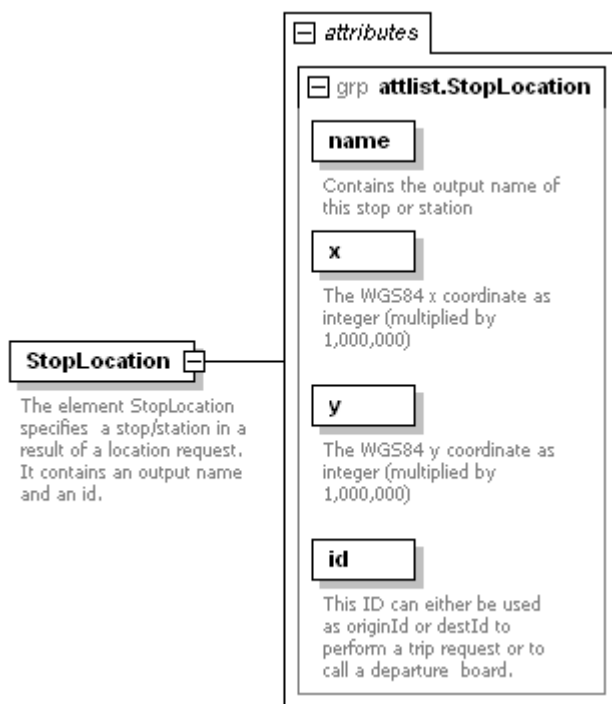 attributes
grp attlist.StopLocation
name
Contains the output name of
this stop or station
x
The WGS84 x coordinate as
integer (multiplied by
1,000,000)
StopLocation
The element StopLocation
specifies a stop/station in a
result of a location request.
It contains an output name
and an id.
y
The WGS84 y coordinate as
integer (multiplied by
1,000,000)
id
This ID can either be used
as originId or destId to
perform a trip request or to
call a departure board.